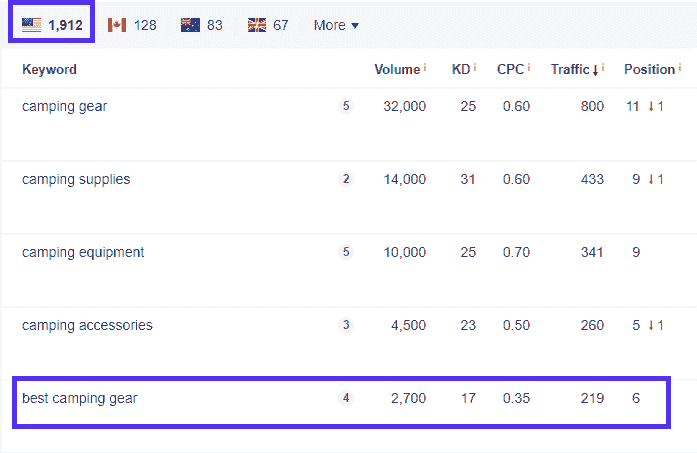 1,912 128 83 67 More
Keyword Volume i KD i CPC i Traffic ↓ i Position i
camping gear 5 32,000 25 0.60 800 11 ↓ 1
camping supplies 2 14,000 31 0.60 433 9 ↓ 1
camping equipment 5 10,000 25 0.70 341 9
camping accessories 3 4,500 23 0.50 260 5 ↓ 1
best camping gear 4 2,700 17 0.35 219 6